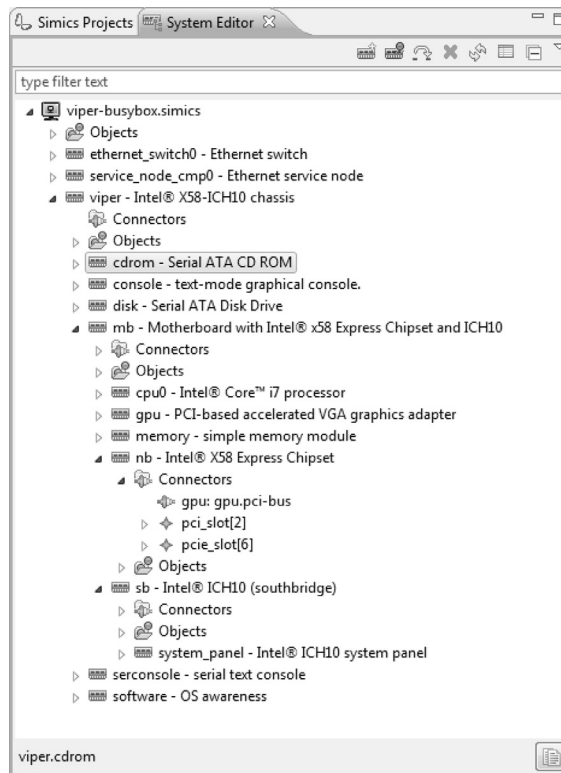 Simics Projects System Editor
type filter text
viper-busybox.simics
Objects
ethernet_switch0 - Ethernet switch
service_node_cmp0 - Ethernet service node
viper - Intel® X58-ICH10 chassis
Connectors
Objects
cdrom - Serial ATA CD ROM
console - text-mode graphical console.
disk - Serial ATA Disk Drive
mb - Motherboard with Intel® x58 Express Chipset and ICH10
Connectors
Objects
cpu0 - Intel® Core™ i7 processor
gpu - PCI-based accelerated VGA graphics adapter
memory - simple memory module
nb - Intel® X58 Express Chipset
Connectors
gpu: gpu.pci-bus
pci_slot[2]
pcie_slot[6]
Objects
sb - Intel® ICH10 (southbridge)
Connectors
Objects
system_panel - Intel® ICH10 system panel
serconsole - serial text console
software - OS awareness
viper.cdrom